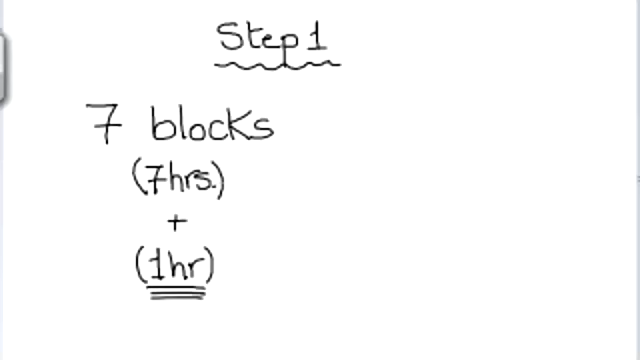 Step 1
7 blocks
(7hrs.)
+
(1hr)